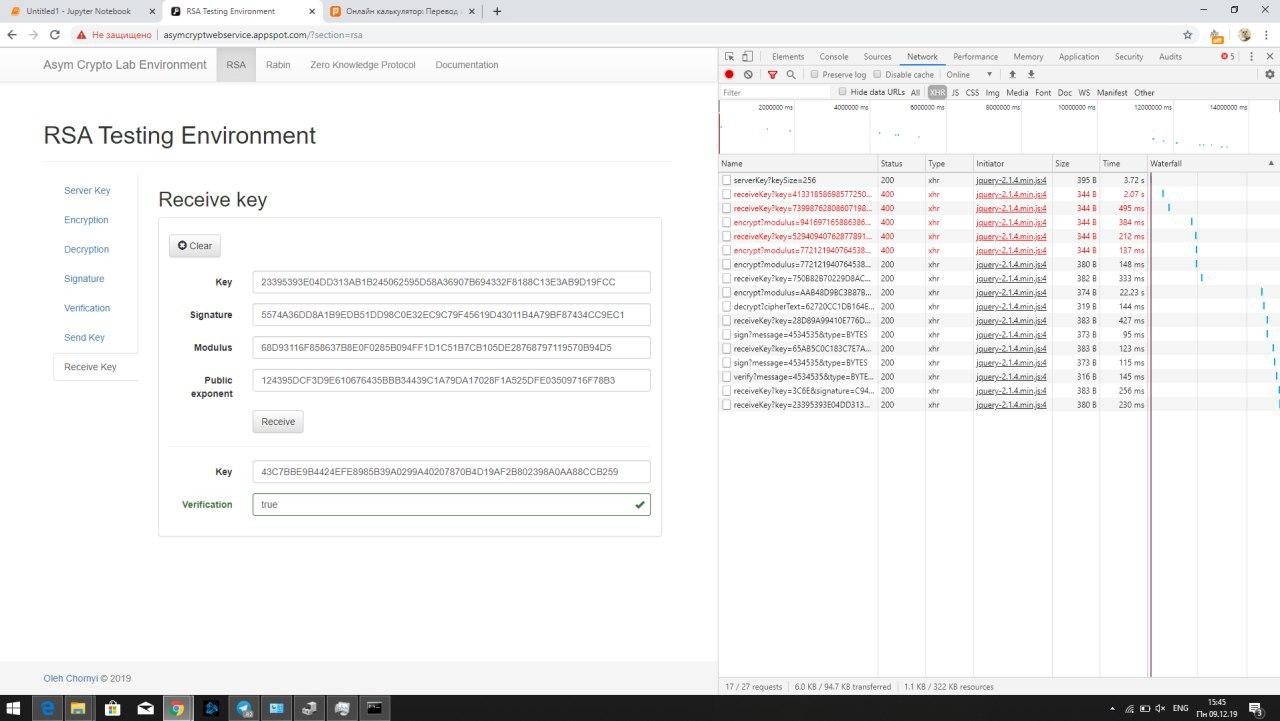 Untitled1 - Jupyter Notebook
RSA Testing Environment
Онлайн калькулятор: Перевод
Не защищено
asymcryptwebservice.appspot.com/?section=rsa
off
Asym Crypto Lab Environment
RSA
Rabin
Zero Knowledge Protocol
Documentation
RSA Testing Environment
Server Key
Encryption
Decryption
Signature
Verification
Send Key
Receive Key
Receive key
Clear
Key
23395393E04DD313AB1B245062595D58A36907B694332F8188C13E3AB9D19FCC
Signature
5574A395D8A1B9EDB51DD98C0E32EC9C79F45619D43011B4A79BF87434CC9EC1
Modulus
68D93116F858637B8E0F0285B094FF1D1C51B7CB105DE28768797119570B94D5
Public exponent
124395DCF3D9E610676435BBB34439C1A79DA17028F1A525DFE03509716F78B3
Receive
Key
43C7BBE9B4424EFE8985B39A0299A40207870B4D19AF2B802398A0AA88CCB259
Verification
true
Oleh Chornyi © 2019
Elements Console Sources Network Performance Memory Application Security Audits 5
Preserve log Disable cache Online
Filter Hide data URLs All XHR JS CSS Img Media Font Doc WS Manifest Other
2000000 ms 4000000 ms 6000000 ms 8000000 ms 10000000 ms 12000000 ms 14000000 ms
Name Status Type Initiator Size Time Waterfall
serverKey?keySize=256 200 xhr jquery-2.1.4.min.js:4 395 B 3.72 s
receiveKey?key=41331858698577250... 400 xhr jquery-2.1.4.min.js:4 344 B 2.07 s
receiveKey?key=73998762808607198... 400 xhr jquery-2.1.4.min.js:4 344 B 495 ms
encrypt?modulus=941697165886386... 400 xhr jquery-2.1.4.min.js:4 344 B 384 ms
receiveKey?key=52940940762877891... 400 xhr jquery-2.1.4.min.js:4 344 B 212 ms
encrypt?modulus=772121940764538... 400 xhr jquery-2.1.4.min.js:4 344 B 137 ms
encrypt?modulus=772121940764538... 200 xhr jquery-2.1.4.min.js:4 380 B 148 ms
receiveKey?key=750B82B70229D8AC... 200 xhr jquery-2.1.4.min.js:4 382 B 333 ms
encrypt?modulus=AAB48D9BC3B87B... 200 xhr jquery-2.1.4.min.js:4 374 B 22.23 s
decrypt?cipherText=62720CC1DB164E... 200 xhr jquery-2.1.4.min.js:4 319 B 144 ms
receiveKey?key=28D89A99410E776D... 200 xhr jquery-2.1.4.min.js:4 383 B 427 ms
sign?message=4534535&type=BYTES 200 xhr jquery-2.1.4.min.js:4 373 B 95 ms
receiveKey?key=65AB5C0C183C7E7A... 200 xhr jquery-2.1.4.min.js:4 383 B 123 ms
sign?message=4534535&type=BYTES 200 xhr jquery-2.1.4.min.js:4 373 B 115 ms
verify?message=4534535&type=BYTE... 200 xhr jquery-2.1.4.min.js:4 316 B 145 ms
receiveKey?key=3C6E&signature=C94... 200 xhr jquery-2.1.4.min.js:4 383 B 256 ms
receiveKey?key=23395393E04DD313... 200 xhr jquery-2.1.4.min.js:4 380 B 230 ms
17 / 27 requests 6.0 KB / 94.7 KB transferred 1.1 KB / 322 KB resources
ENG
15:45
Пн 09.12.19
3